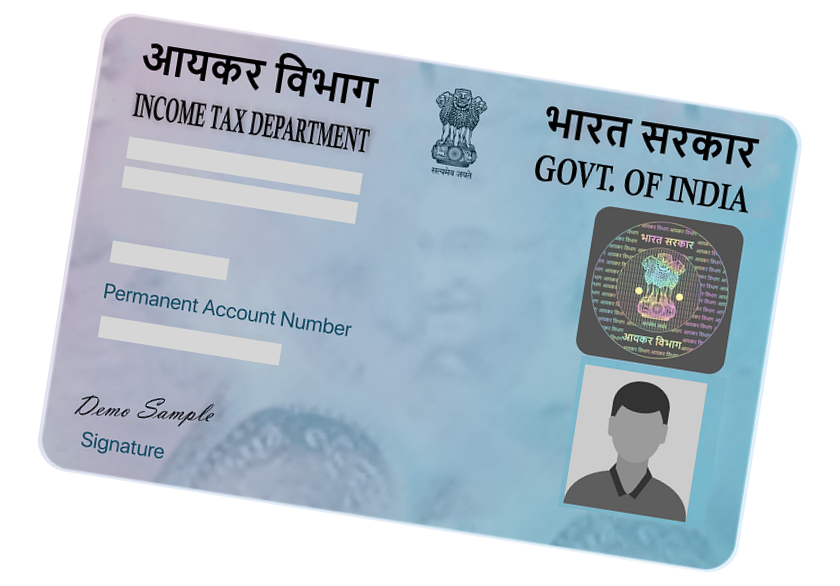 आयकर विभाग
INCOME TAX DEPARTMENT
सत्यमेव जयते
भारत सरकार
GOVT. OF INDIA
भारत सरकार
आयकर विभाग
Permanent Account Number
Demo Sample
Signature